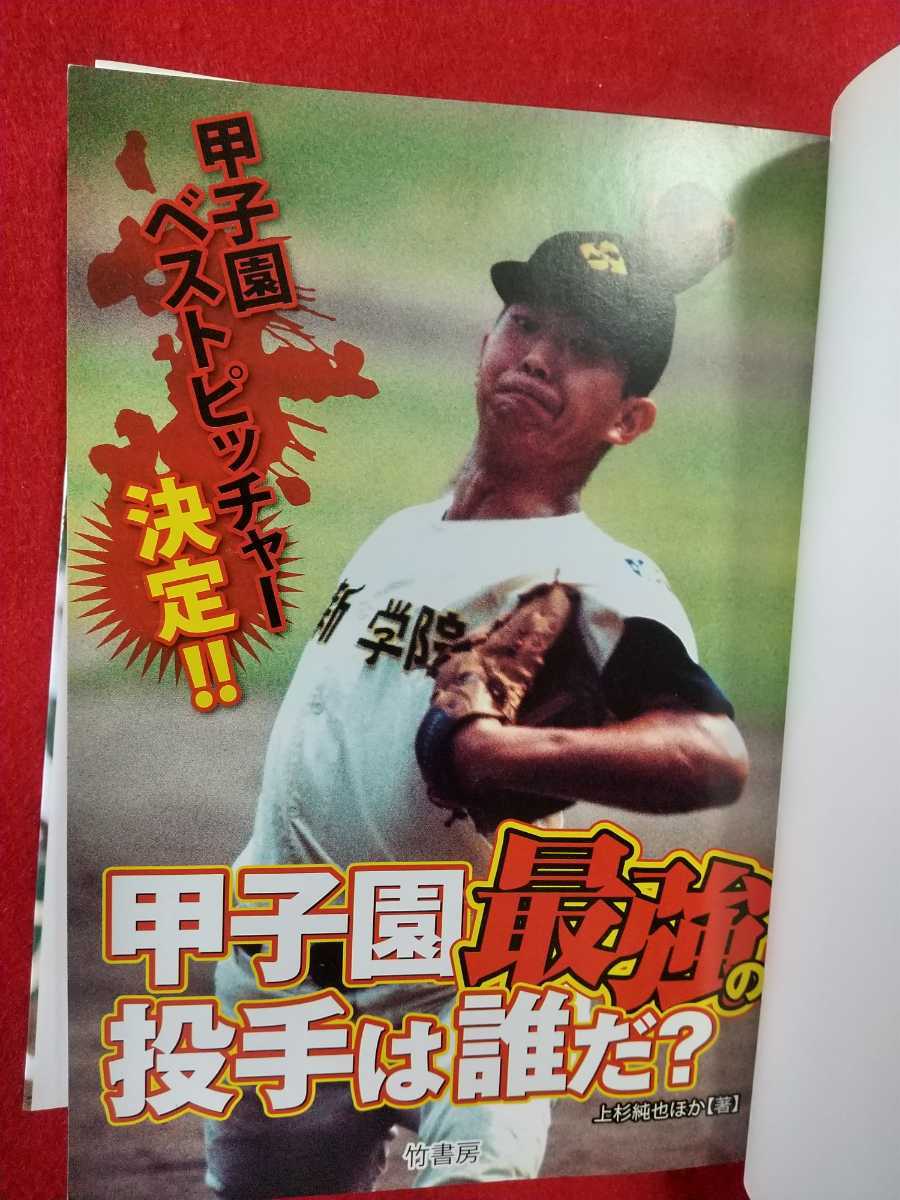 甲子園
ベストピッチャー
決定!!
S
新 学院
甲子園最強の
投手は誰だ?
上杉純也ほか【著】
竹書房